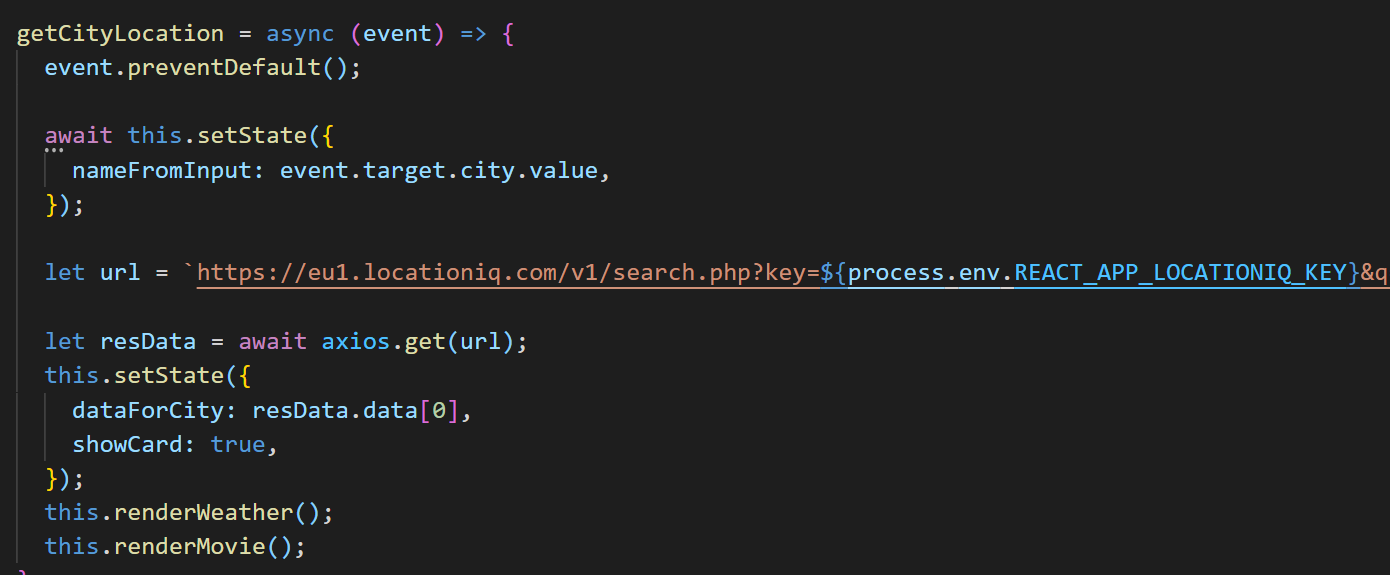 getCityLocation = async (event) => {
event.preventDefault();
await this.setState({
nameFromInput: event.target.city.value,
});
let url = `https://eu1.locationiq.com/v1/search.php?key=${process.env.REACT_APP_LOCATIONIQ_KEY}&q
let resData = await axios.get(url);
this.setState({
dataForCity: resData.data[0],
showCard: true,
});
this.renderWeather();
this.renderMovie();